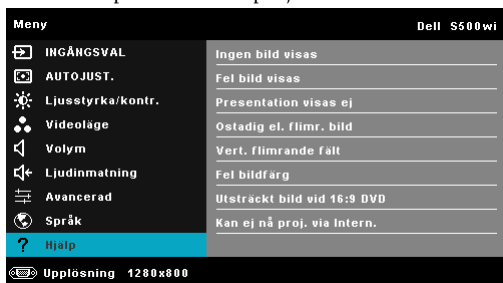 Meny
Dell S500wi
INGÅNGSVAL
AUTOJUST.
Ljusstyrka/kontr.
Videoläge
Volym
Ljudinmatning
Avancerad
Språk
? Hjälp
Ingen bild visas
Fel bild visas
Presentation visas ej
Ostadig el. flimr. bild
Vert. flimrande fält
Fel bildfärg
Utsträckt bild vid 16:9 DVD
Kan ej nå proj. via Intern.
Upplösning 1280x800